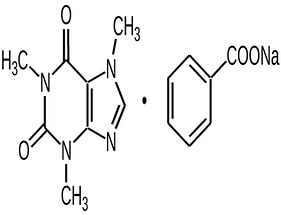 O CH₃
H₃C
N N
COONa
O N N
CH₃